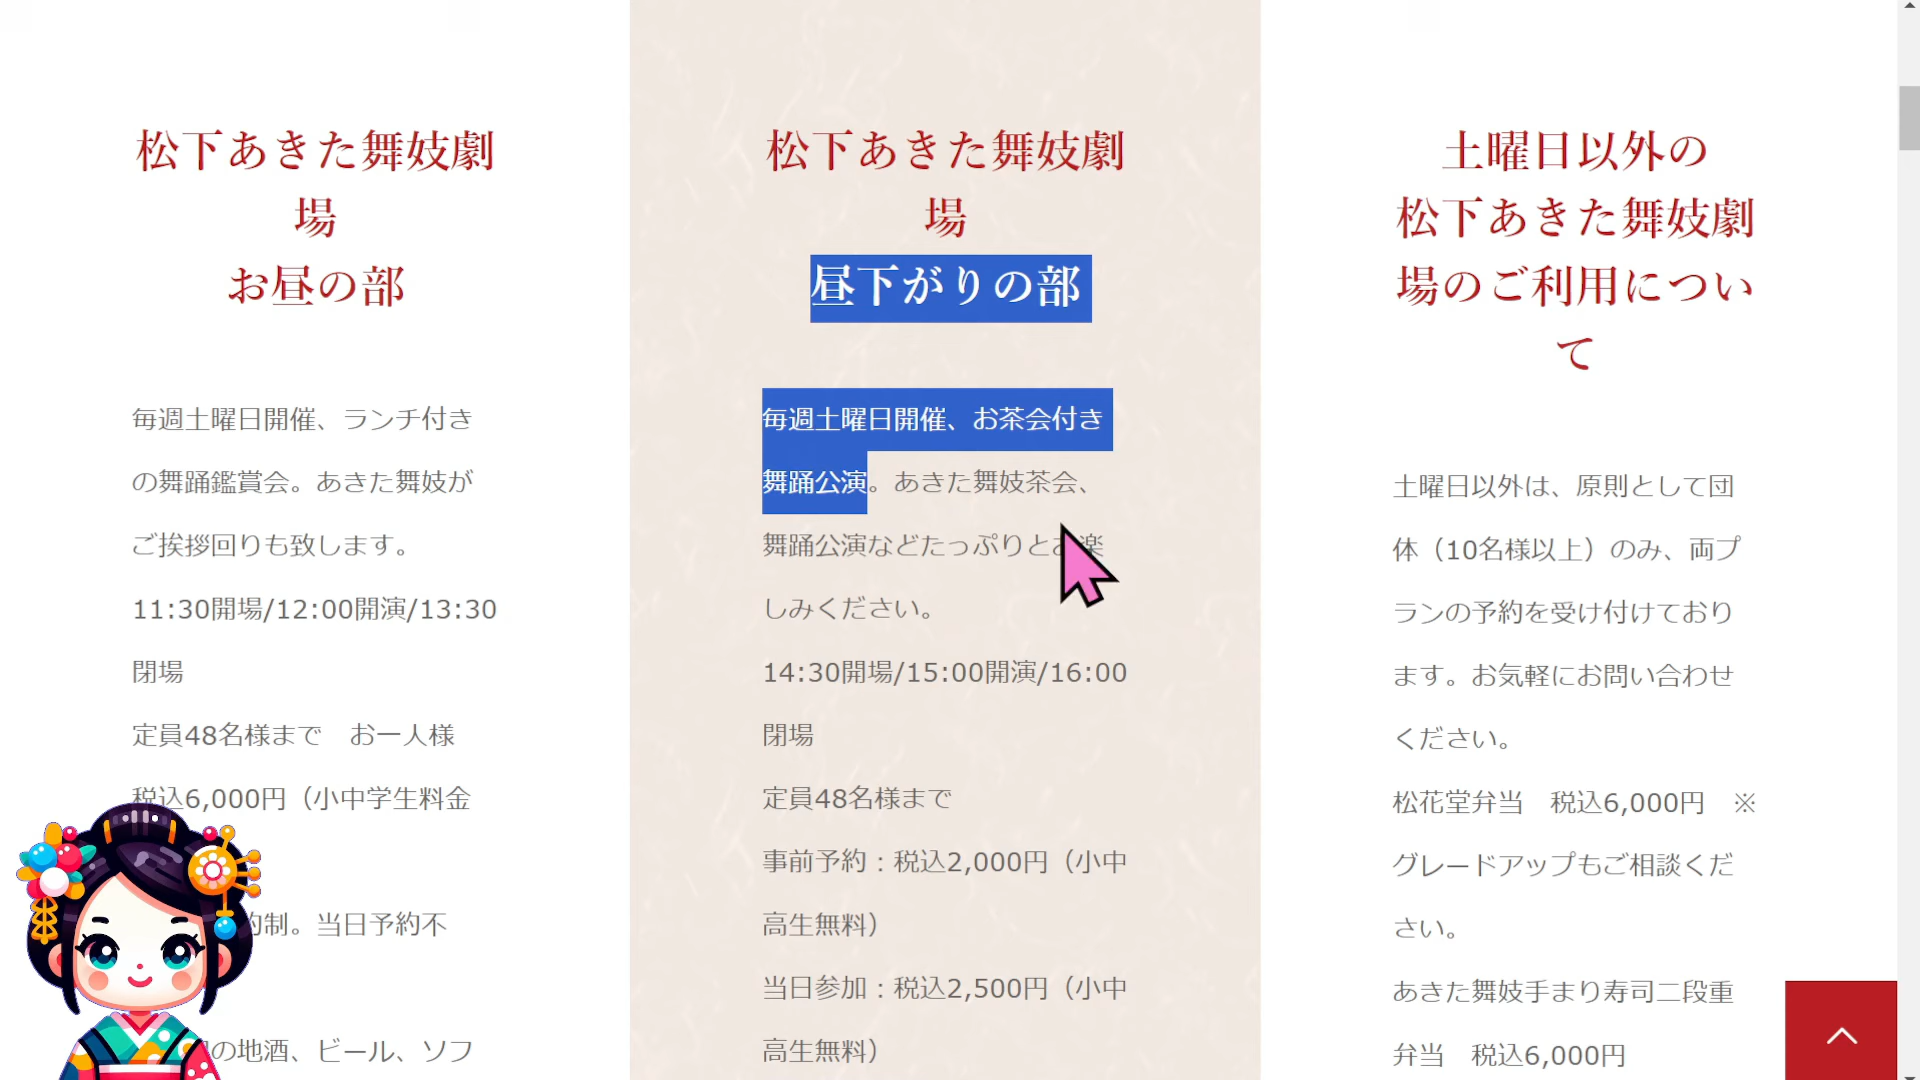 松下あきた舞妓劇
場
お昼の部
毎週土曜日開催、ランチ付き
の舞踊鑑賞会。あきた舞妓が
ご挨拶回りも致します。
11:30開場/12:00開演/13:30
閉場
定員48名様まで　お一人様
税込6,000円（小中学生料金
約制。当日予約不
の地酒、ビール、ソフ
松下あきた舞妓劇
場
昼下がりの部
毎週土曜日開催、お茶会付き
舞踊公演。あきた舞妓茶会、
舞踊公演などたっぷりとお楽
しみください。
14:30開場/15:00開演/16:00
閉場
定員48名様まで
事前予約：税込2,000円（小中
高生無料）
当日参加：税込2,500円（小中
高生無料）
土曜日以外の
松下あきた舞妓劇
場のご利用につい
て
土曜日以外は、原則として団
体（10名様以上）のみ、両プ
ランの予約を受け付けており
ます。お気軽にお問い合わせ
ください。
松花堂弁当　税込6,000円　※
グレードアップもご相談くだ
さい。
あきた舞妓手まり寿司二段重
弁当　税込6,000円